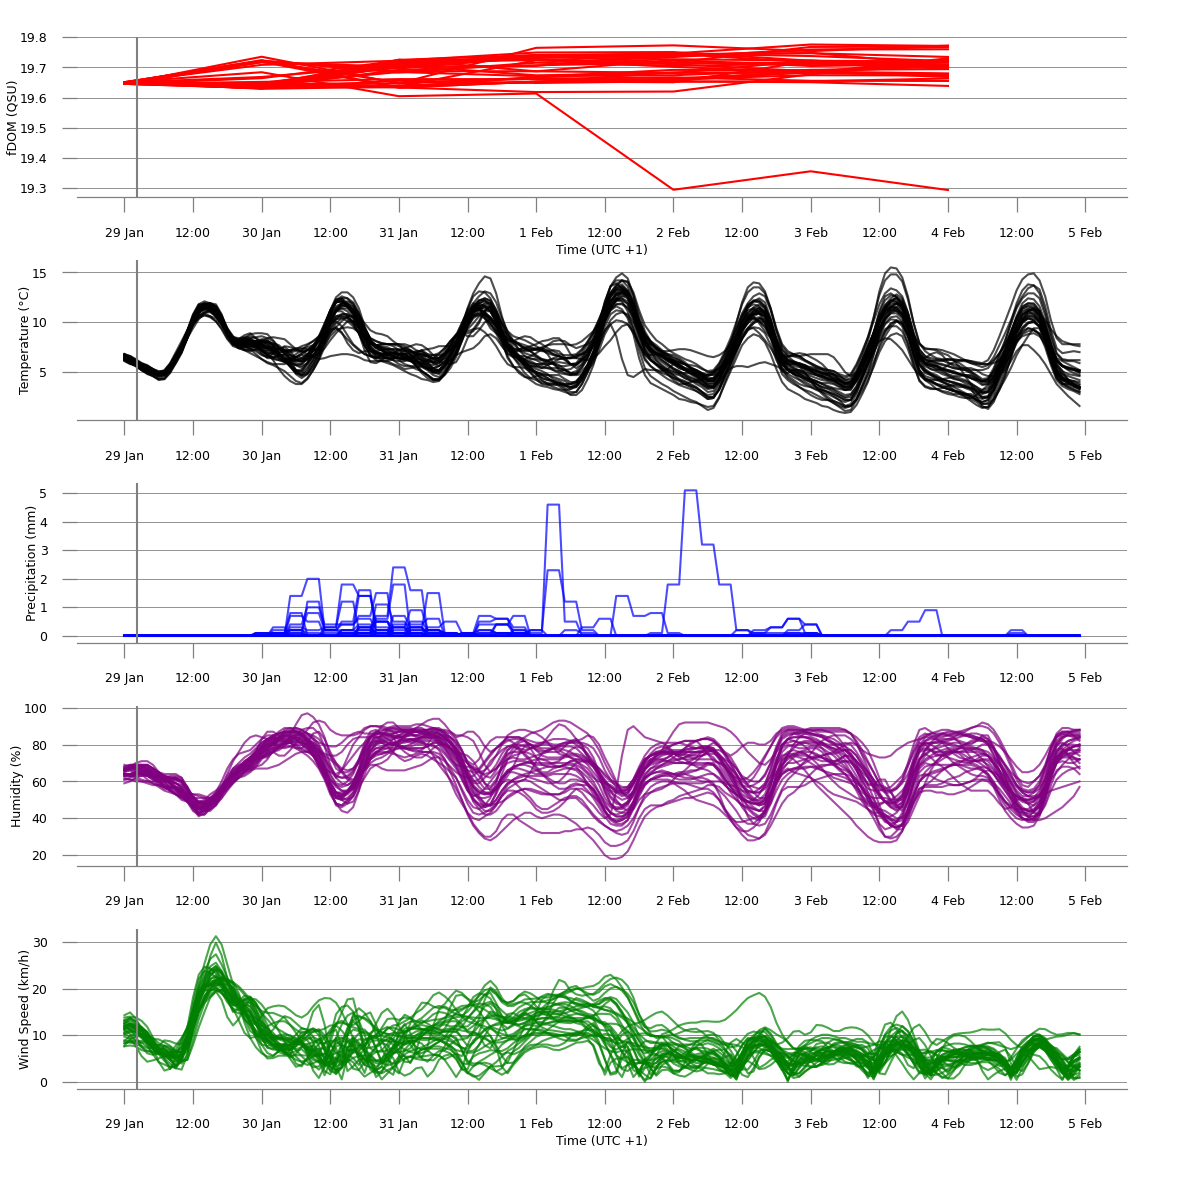 19.8
19.7
19.6
19.5
19.4
19.3
fDOM (QSU)
29 Jan 12:00 30 Jan 12:00 31 Jan 12:00 1 Feb 12:00 2 Feb 12:00 3 Feb 12:00 4 Feb 12:00 5 Feb
Time (UTC +1)
15
10
5
Temperature (°C)
29 Jan 12:00 30 Jan 12:00 31 Jan 12:00 1 Feb 12:00 2 Feb 12:00 3 Feb 12:00 4 Feb 12:00 5 Feb
5
4
3
2
1
0
Precipitation (mm)
29 Jan 12:00 30 Jan 12:00 31 Jan 12:00 1 Feb 12:00 2 Feb 12:00 3 Feb 12:00 4 Feb 12:00 5 Feb
100
80
60
40
20
Humidity (%)
29 Jan 12:00 30 Jan 12:00 31 Jan 12:00 1 Feb 12:00 2 Feb 12:00 3 Feb 12:00 4 Feb 12:00 5 Feb
30
20
10
0
Wind Speed (km/h)
29 Jan 12:00 30 Jan 12:00 31 Jan 12:00 1 Feb 12:00 2 Feb 12:00 3 Feb 12:00 4 Feb 12:00 5 Feb
Time (UTC +1)